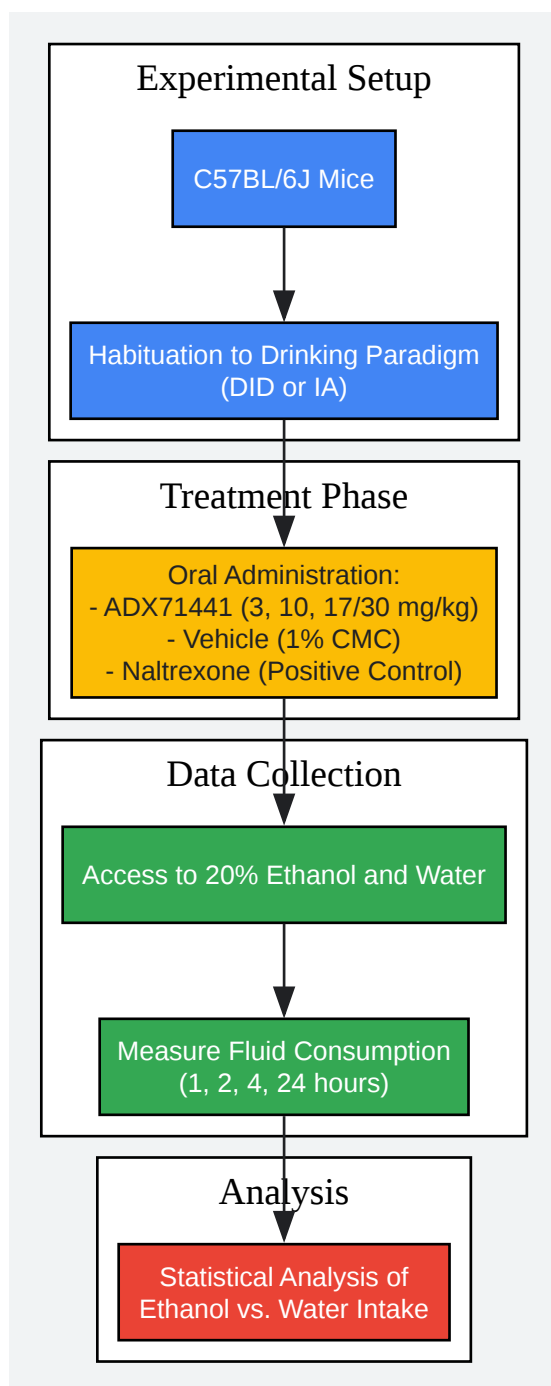 Experimental Setup
C57BL/6J Mice
Habituation to Drinking Paradigm
(DID or IA)
Treatment Phase
Oral Administration:
- ADX71441 (3, 10, 17/30 mg/kg)
- Vehicle (1% CMC)
- Naltrexone (Positive Control)
Data Collection
Access to 20% Ethanol and Water
Measure Fluid Consumption
(1, 2, 4, 24 hours)
Analysis
Statistical Analysis of
Ethanol vs. Water Intake